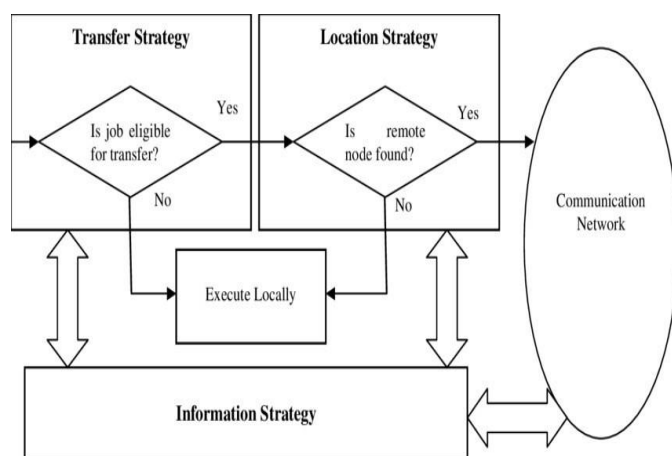 Transfer Strategy
Location Strategy
Yes
Yes
Is job eligible
for transfer?
Is remote
node found?
No
No
Communication
Network
Execute Locally
Information Strategy